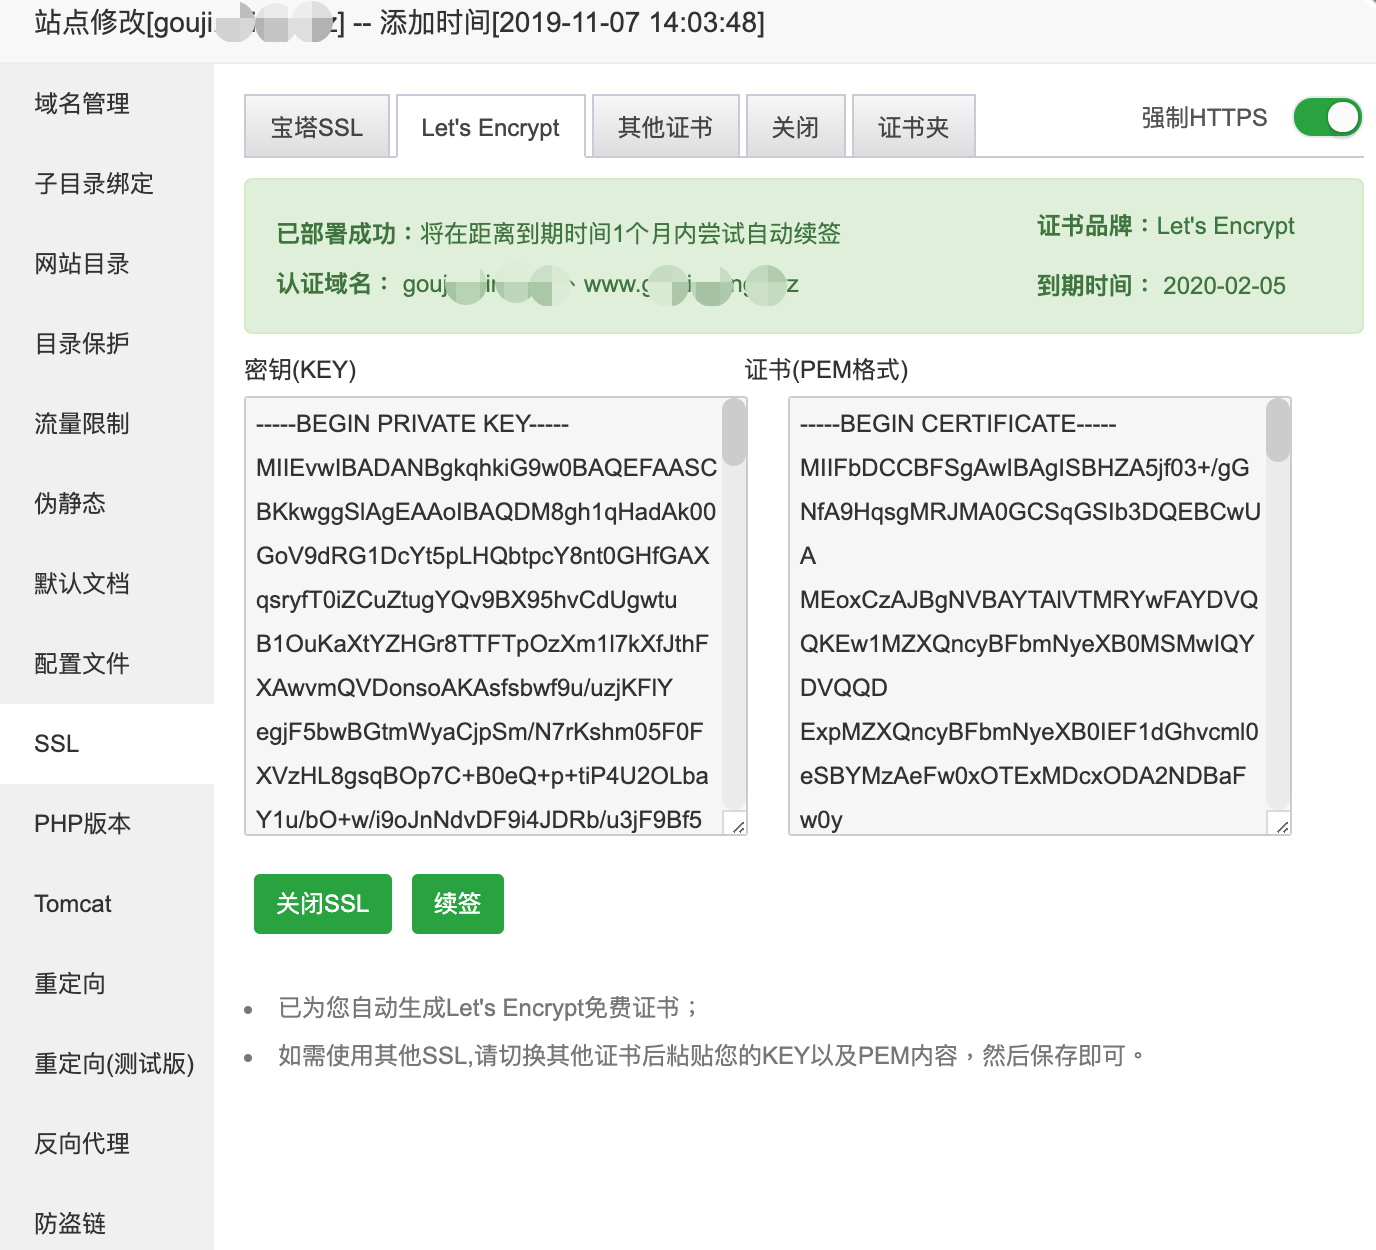 站点修改[gouji z] -- 添加时间[2019-11-07 14:03:48]
域名管理
子目录绑定
网站目录
目录保护
流量限制
伪静态
默认文档
配置文件
SSL
PHP版本
Tomcat
重定向
重定向(测试版)
反向代理
防盗链
宝塔SSL
Let's Encrypt
其他证书
关闭
证书夹
强制HTTPS
已部署成功：将在距离到期时间1个月内尝试自动续签
证书品牌：Let's Encrypt
认证域名： gouj、www.g z
到期时间： 2020-02-05
密钥(KEY)
-----BEGIN PRIVATE KEY-----
MIIEvwIBADANBgkqhkiG9w0BAQEFAASC
BKkwggSlAgEAAoIBAQDM8gh1qHadAk00
GoV9dRG1DcYt5pLHQbtpcY8nt0GHfGAX
qsryfT0iZCuZtugYQv9BX95hvCdUgwtu
B1OuKaXtYZHGr8TTFTpOzXm1l7kXfJthF
XAwvmQVDonsoAKAsfsbwf9u/uzjKFlY
egjF5bwBGtmWyaCjpSm/N7rKshm05F0F
XVzHL8gsqBOp7C+B0eQ+p+tiP4U2OLba
Y1u/bO+w/i9oJnNdvDF9i4JDRb/u3jF9Bf5
证书(PEM格式)
-----BEGIN CERTIFICATE-----
MIIFbDCCBFSgAwIBAgISBHZA5jf03+/gG
NfA9HqsgMRJMA0GCSqGSIb3DQEBCwU
A
MEoxCzAJBgNVBAYTAlVTMRYwFAYDVQ
QKEw1MZXQncyBFbmNyeXB0MSMwIQY
DVQQD
ExpMZXQncyBFbmNyeXB0IEF1dGhvcml0
eSBYMzAeFw0xOTExMDcxODA2NDBaF
w0y
关闭SSL
续签
• 已为您自动生成Let's Encrypt免费证书；
• 如需使用其他SSL,请切换其他证书后粘贴您的KEY以及PEM内容，然后保存即可。